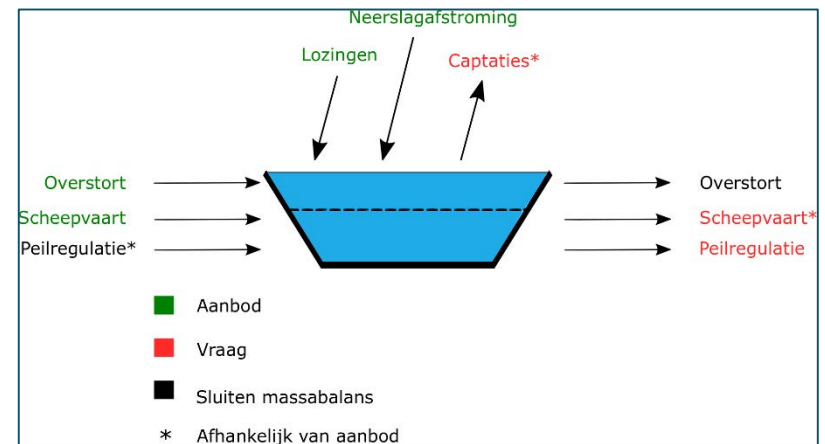 Neerslagafstroming
Lozingen
Captaties*
Overstort
Overstort
Scheepvaart
Scheepvaart*
Peilregulatie*
Peilregulatie
Aanbod
Vraag
Sluiten massabalans
* Afhankelijk van aanbod